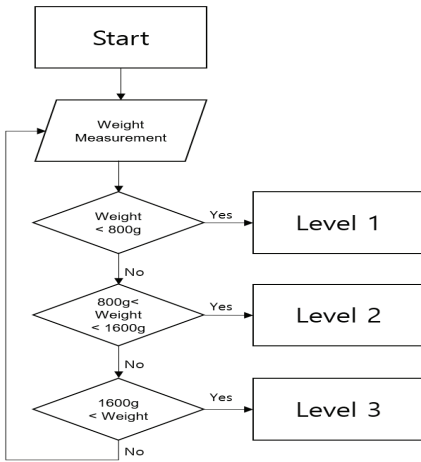 Start
Weight
Measurement
Weight
< 800g
Yes
Level 1
No
800g<
Weight
< 1600g
Yes
Level 2
No
1600g
< Weight
Yes
Level 3
No